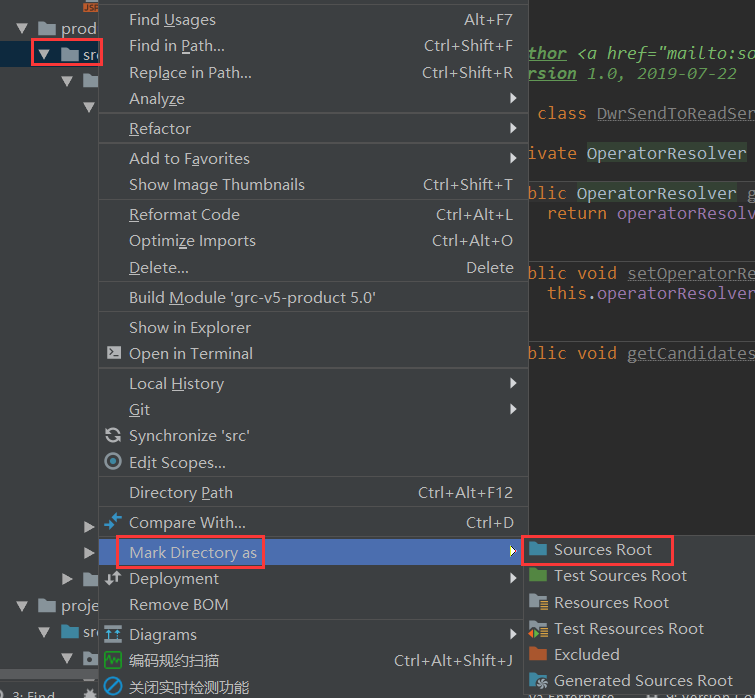 JSP
prod
src
Find Usages Alt+F7
Find in Path... Ctrl+Shift+F
Replace in Path... Ctrl+Shift+R
Analyze
Refactor
Add to Favorites
Show Image Thumbnails Ctrl+Shift+T
Reformat Code Ctrl+Alt+L
Optimize Imports Ctrl+Alt+O
Delete... Delete
Build Module 'grc-v5-product 5.0'
Show in Explorer
Open in Terminal
Local History
Git
Synchronize 'src'
Edit Scopes...
Directory Path Ctrl+Alt+F12
Compare With... Ctrl+D
Mark Directory as
Deployment
Remove BOM
Diagrams
编码规约扫描 Ctrl+Alt+Shift+J
关闭实时检测功能
Sources Root
Test Sources Root
Resources Root
Test Resources Root
Excluded
Generated Sources Root
thor <a href="mailto:so
rsion 1.0, 2019-07-22
class DwrSendToReadSer
ivate OperatorResolver
blic OperatorResolver g
return operatorResolv
blic void setOperatorRe
this.operatorResolver
blic void getCandidates
proje
sr
3: Find